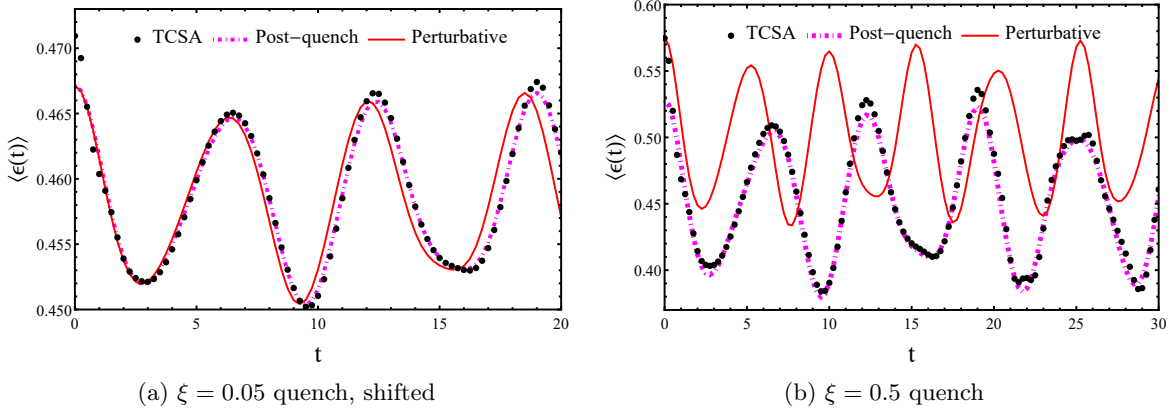 TCSA Post−quench Perturbative
0.470
0.465
0.460
0.455
0.450
⟨ϵ(t)⟩
0 5 10 15 20
t
(a) ξ = 0.05 quench, shifted
TCSA Post−quench Perturbative
0.55
0.50
0.45
0.40
⟨ϵ(t)⟩
0 5 10 15 20 25 30
t
(b) ξ = 0.5 quench